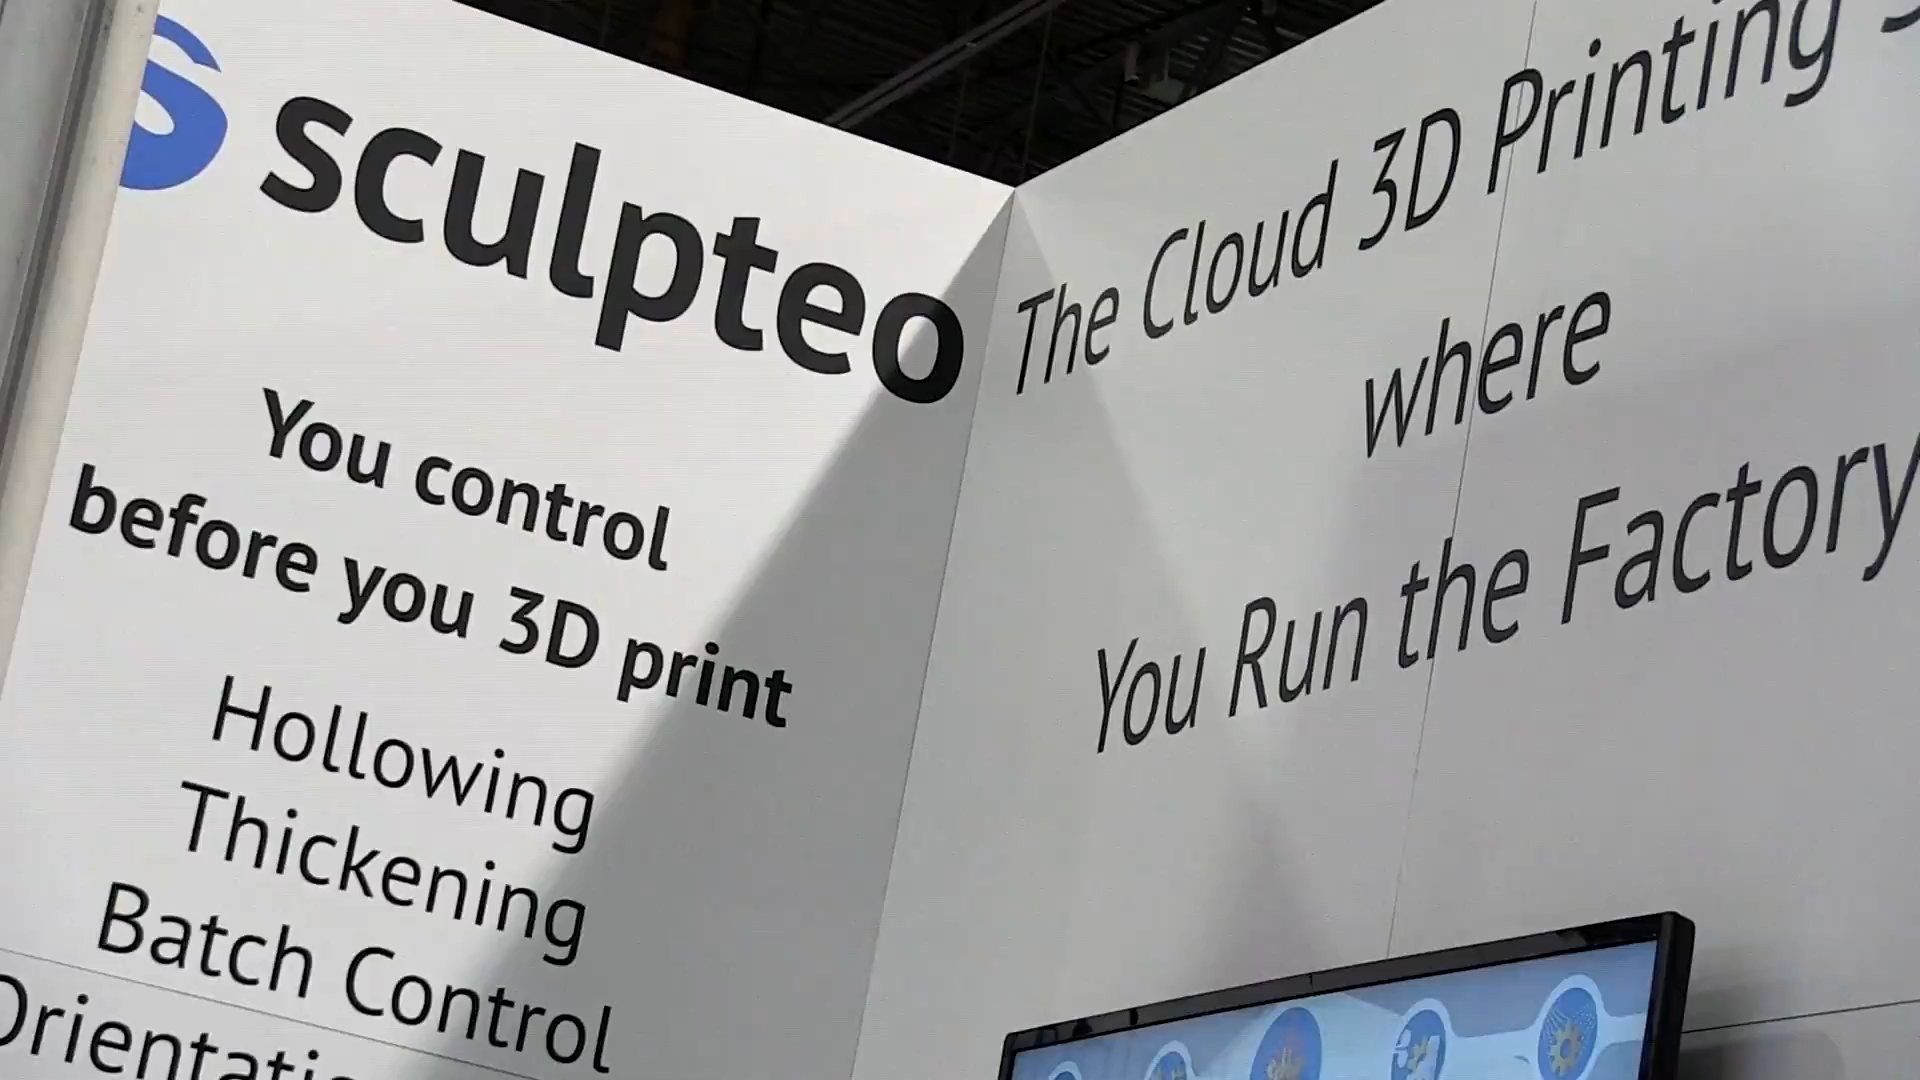 sculpteo
You control
before you 3D print
Hollowing
Thickening
Batch Control
The Cloud 3D Printing
where
You Run the Factory